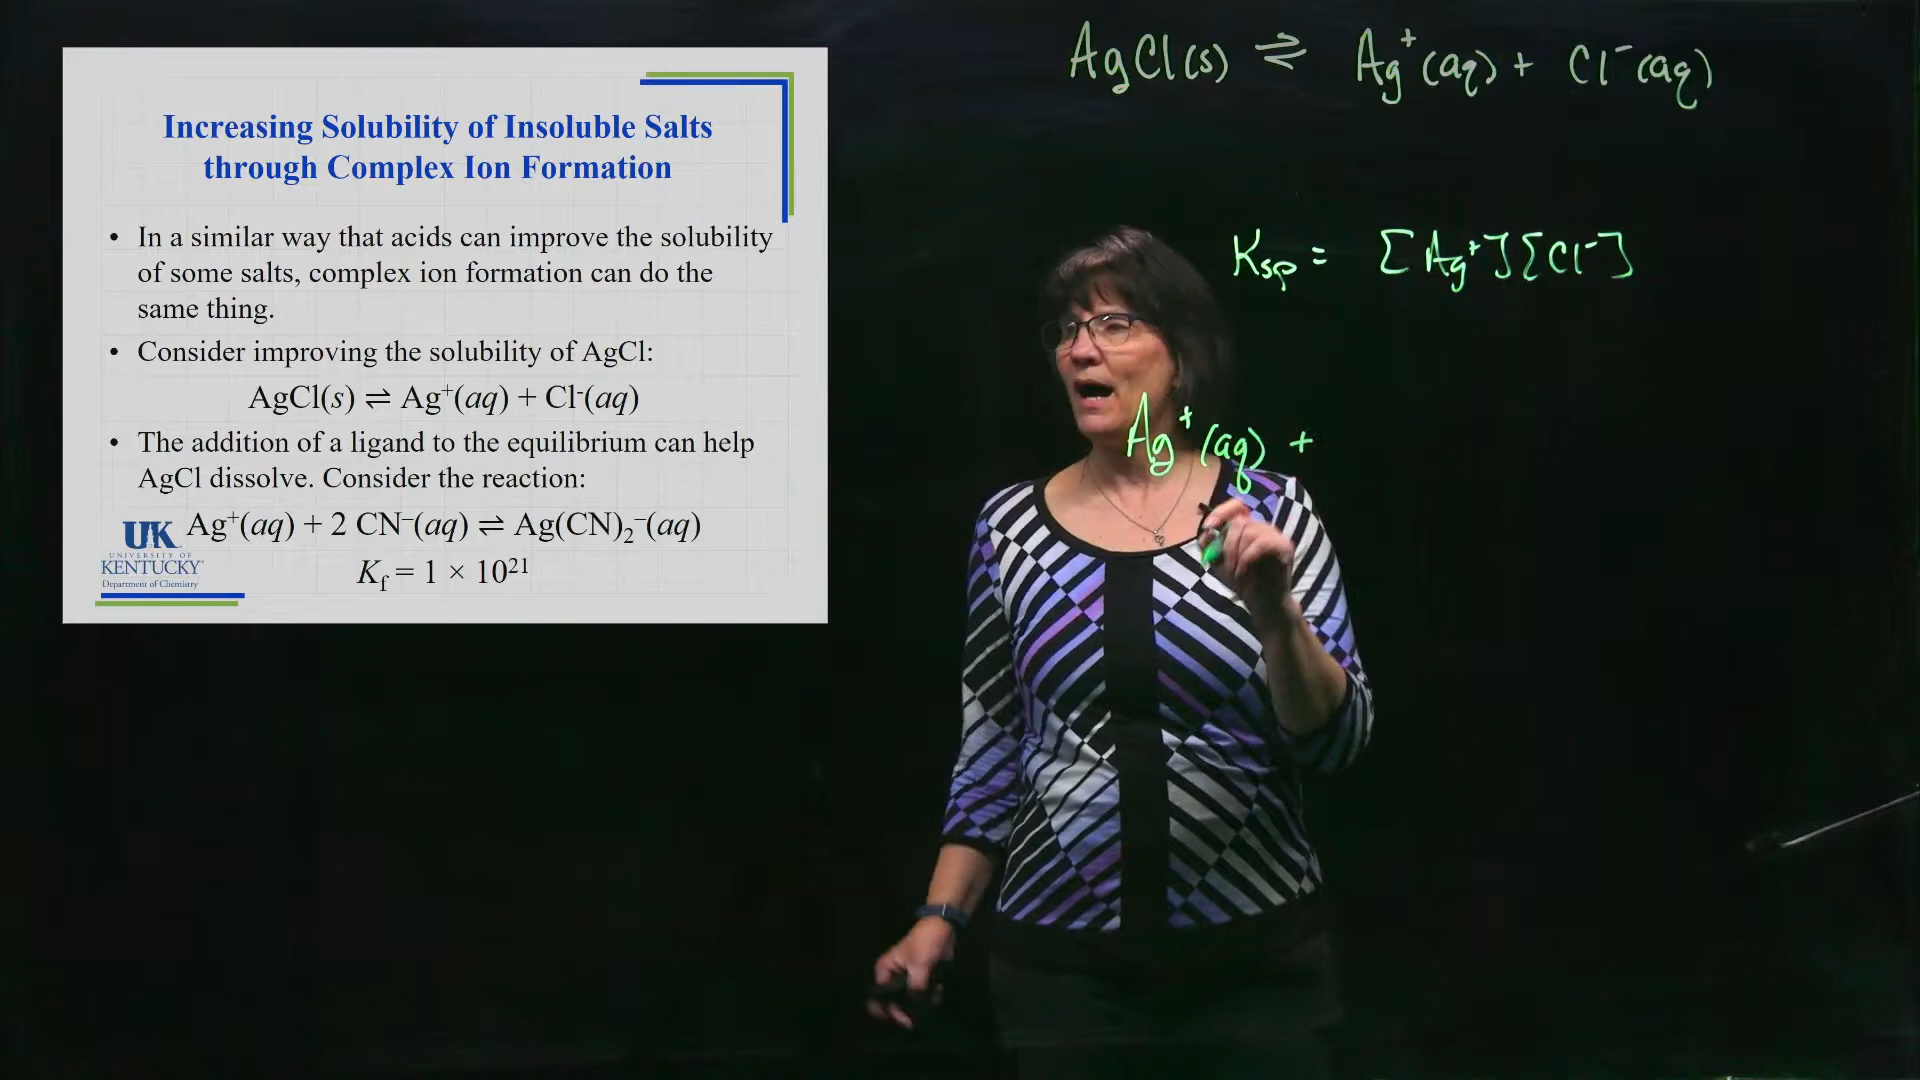 Increasing Solubility of Insoluble Salts
through Complex Ion Formation
• In a similar way that acids can improve the solubility
of some salts, complex ion formation can do the
same thing.
• Consider improving the solubility of AgCl:
AgCl(s) ⇌ Ag⁺(aq) + Cl⁻(aq)
• The addition of a ligand to the equilibrium can help
AgCl dissolve. Consider the reaction:
Ag⁺(aq) + 2 CN⁻(aq) ⇌ Ag(CN)₂⁻(aq)
K_f = 1 × 10²¹
UK
UNIVERSITY OF
KENTUCKY
Department of Chemistry
AgCl(s) ⇌ Ag⁺(aq) + Cl⁻(aq)
Ksp = [Ag⁺][Cl⁻]
Ag⁺(aq) +